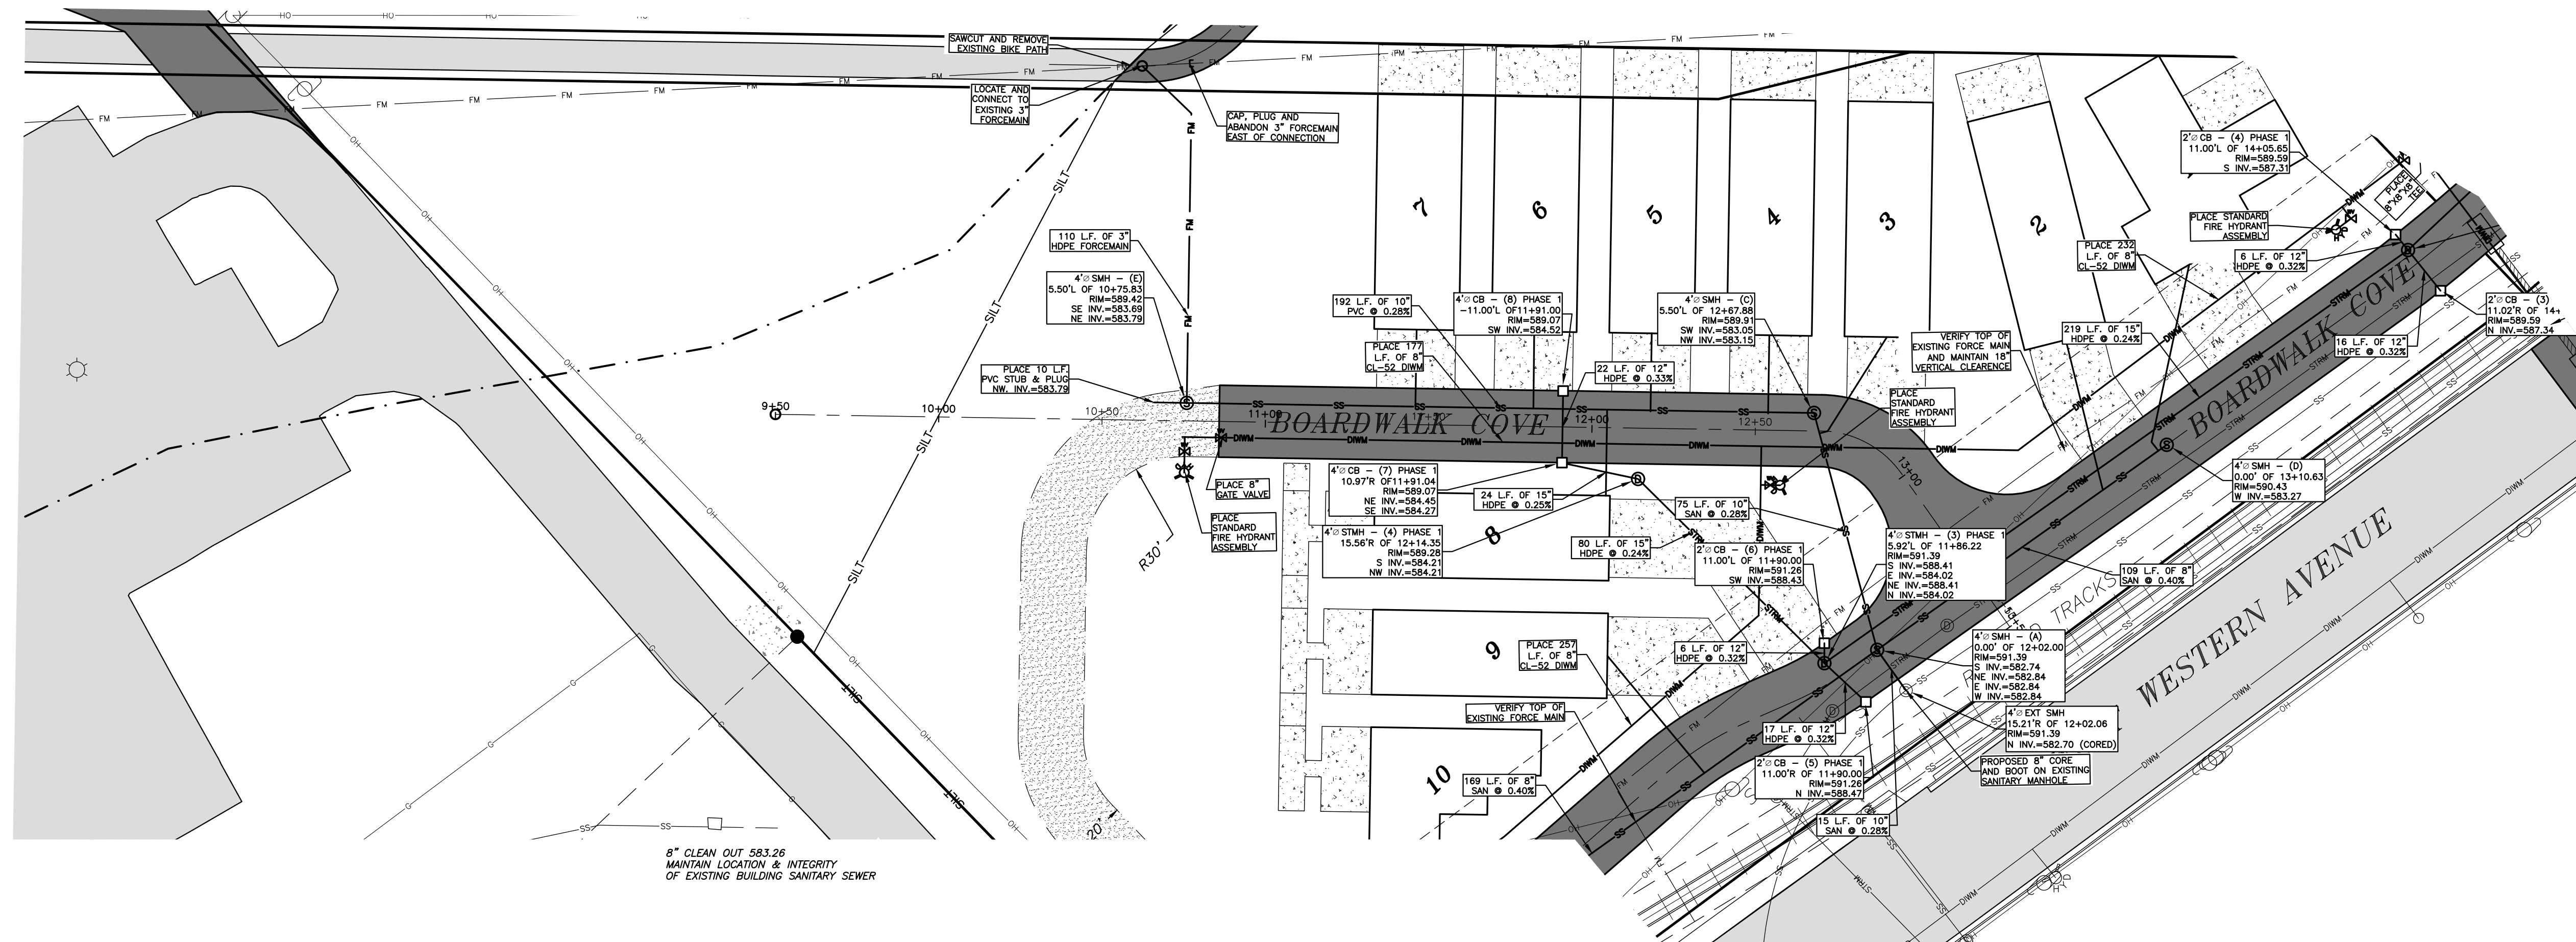 SAWCUT AND REMOVE
EXISTING BIKE PATH
LOCATE AND
CONNECT TO
EXISTING 3"
FORCEMAIN
CAP, PLUG AND
ABANDON 3" FORCEMAIN
EAST OF CONNECTION
110 L.F. OF 3"
HDPE FORCEMAIN
4'⌀ SMH - (E)
5.50'L OF 10+75.83
RIM=589.42
SE INV.=583.69
NE INV.=583.79
PLACE 10 L.F.
PVC STUB & PLUG
NW. INV.=583.79
192 L.F. OF 10"
PVC @ 0.28%
PLACE 177
L.F. OF 8"
CL-52 DIWM
4'⌀ CB - (8) PHASE 1
-11.00'L OF11+91.00
RIM=589.07
SW INV.=584.52
22 L.F. OF 12"
HDPE @ 0.33%
4'⌀ SMH - (C)
5.50'L OF 12+67.88
RIM=589.91
SW INV.=583.05
NW INV.=583.15
VERIFY TOP OF
EXISTING FORCE MAIN
AND MAINTAIN 18"
VERTICAL CLEARENCE
PLACE
STANDARD
FIRE HYDRANT
ASSEMBLY
2'⌀ CB - (4) PHASE 1
11.00'L OF 14+05.65
RIM=589.59
S INV.=587.31
PLACE STANDARD
FIRE HYDRANT
ASSEMBLY
PLACE
8"X8"X8"
TEE
PLACE 232
L.F. OF 8"
CL-52 DIWM
6 L.F. OF 12"
HDPE @ 0.32%
219 L.F. OF 15"
HDPE @ 0.24%
16 L.F. OF 12"
HDPE @ 0.32%
2'⌀ CB - (3)
11.02'R OF 14+
RIM=589.59
N INV.=587.34
7
6
5
4
3
2
8
9
10
9+50
10+00
10+50
11+00
12+00
12+50
13+00
BOARDWALK COVE
BOARDWALK COVE
WESTERN AVENUE
TRACKS
PLACE 8"
GATE VALVE
PLACE
STANDARD
FIRE HYDRANT
ASSEMBLY
R30'
20'
4'⌀ CB - (7) PHASE 1
10.97'R OF11+91.04
RIM=589.07
NE INV.=584.45
SE INV.=584.27
24 L.F. OF 15"
HDPE @ 0.25%
4'⌀ STMH - (4) PHASE 1
15.56'R OF 12+14.35
RIM=589.28
S INV.=584.21
NW INV.=584.21
80 L.F. OF 15"
HDPE @ 0.24%
75 L.F. OF 10"
SAN @ 0.28%
2'⌀ CB - (6) PHASE 1
11.00'L OF 11+90.00
RIM=591.26
SW INV.=588.43
4'⌀ STMH - (3) PHASE 1
5.92'L OF 11+86.22
RIM=591.39
S INV.=588.41
E INV.=584.02
NE INV.=588.41
N INV.=584.02
4'⌀ SMH - (D)
0.00' OF 13+10.63
RIM=590.43
W INV.=583.27
109 L.F. OF 8"
SAN @ 0.40%
4'⌀ SMH - (A)
0.00' OF 12+02.00
RIM=591.39
S INV.=582.74
NE INV.=582.84
E INV.=582.84
W INV.=582.84
4'⌀ EXT SMH
15.21'R OF 12+02.06
RIM=591.39
N INV.=582.70 (CORED)
PROPOSED 8" CORE
AND BOOT ON EXISTING
SANITARY MANHOLE
PLACE 257
L.F. OF 8"
CL-52 DIWM
6 L.F. OF 12"
HDPE @ 0.32%
VERIFY TOP OF
EXISTING FORCE MAIN
17 L.F. OF 12"
HDPE @ 0.32%
2'⌀ CB - (5) PHASE 1
11.00'R OF 11+90.00
RIM=591.26
N INV.=588.47
169 L.F. OF 8"
SAN @ 0.40%
15 L.F. OF 10"
SAN @ 0.28%
SILT
SILT
SILT
SILT
SILT
8" CLEAN OUT 583.26
MAINTAIN LOCATION & INTEGRITY
OF EXISTING BUILDING SANITARY SEWER